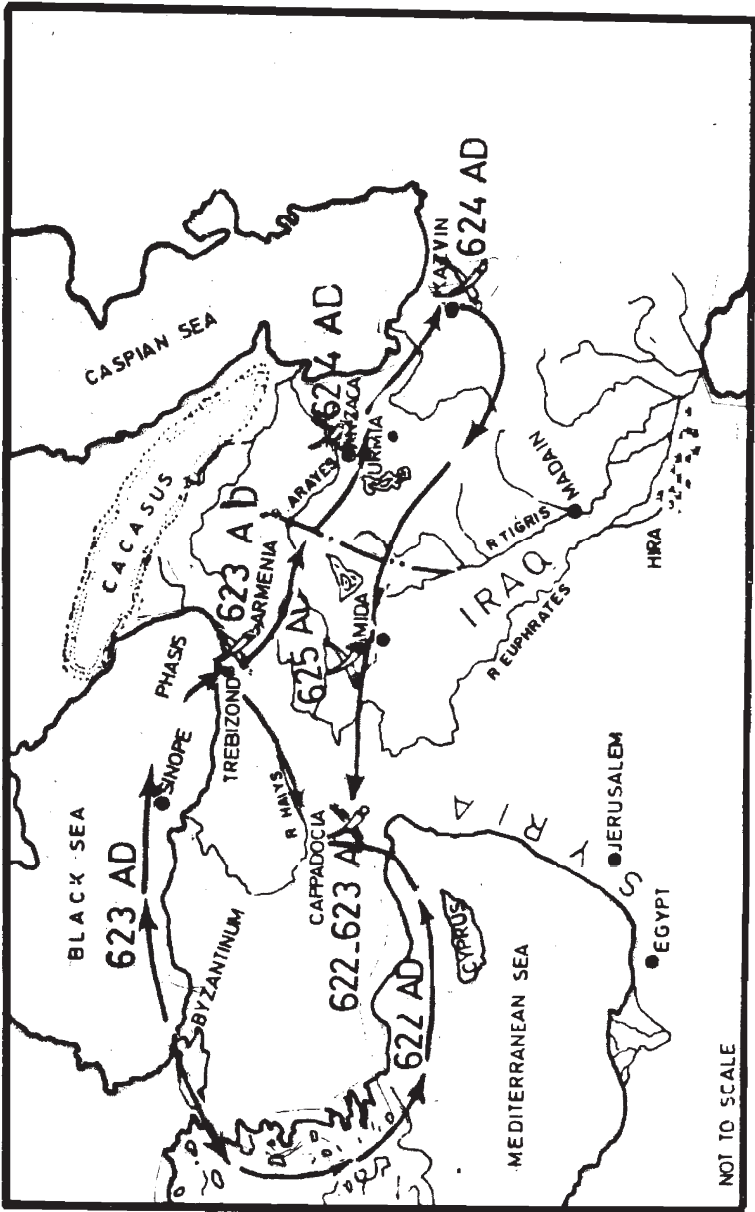 BLACK SEA
623 AD
SINOPE
PHASIS
CACASUS
CASPIAN SEA
BYZANTINUM
TREBIZOND
623 AD
ARMENIA
ARAYES
624 AD
URMIA
KAZVIN
624 AD
R HALYS
CAPPADOCIA
622-623 AD
625 AD
AMIDA
622 AD
CYPRUS
MEDITERRANEAN SEA
SYRIA
JERUSALEM
EGYPT
IRAQ
R TIGRIS
R EUPHRATES
MADAIN
HIRA
NOT TO SCALE